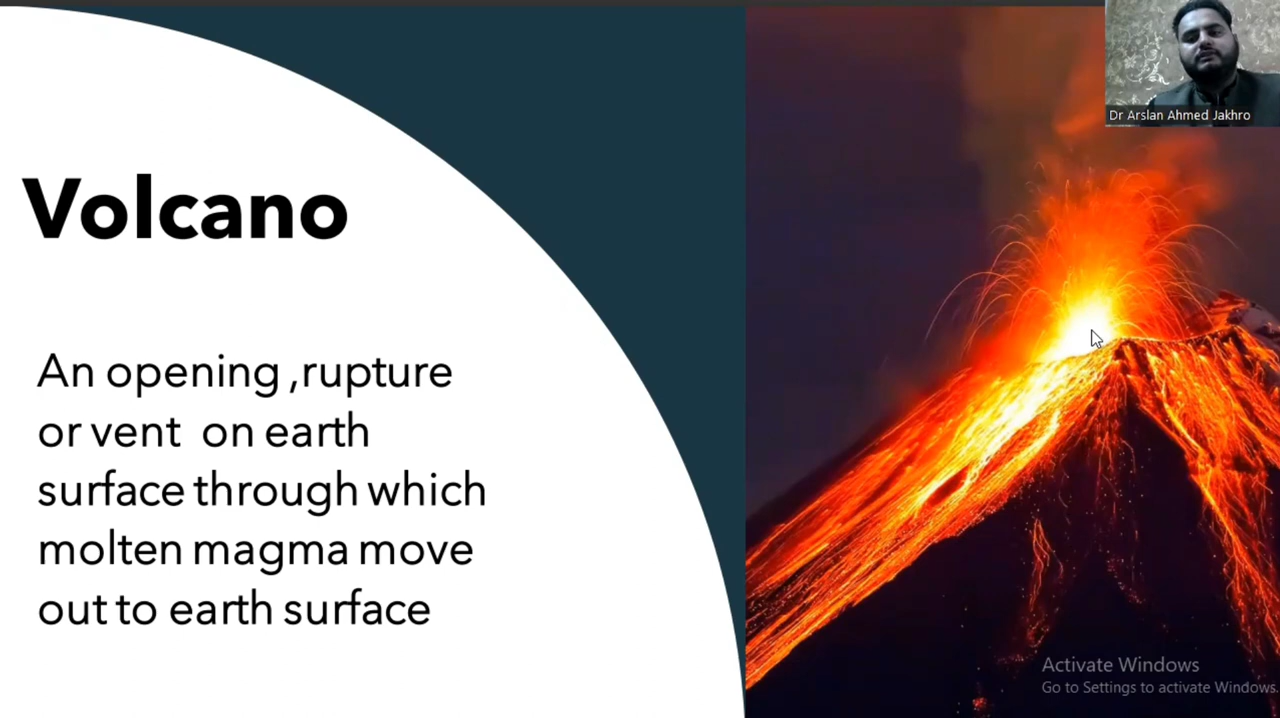 Dr Arslan Ahmed Jakhro
Volcano
An opening ,rupture
or vent  on earth
surface through which
molten magma move
out to earth surface
Activate Windows
Go to Settings to activate Windows.